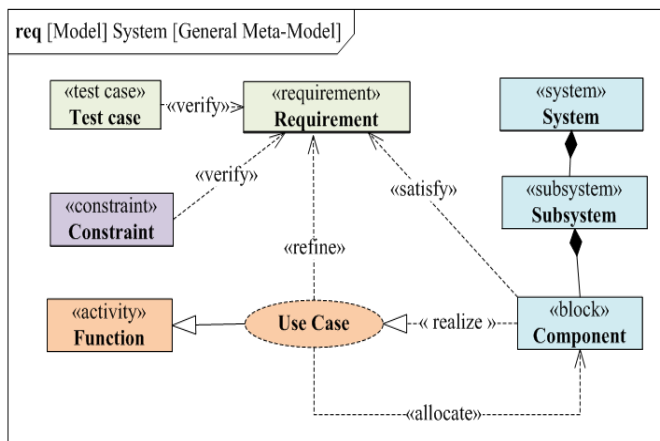 req [Model] System [General Meta-Model]
«test case»
Test case
«verify»
«requirement»
Requirement
«system»
System
«verify»
«satisfy»
«subsystem»
Subsystem
«constraint»
Constraint
«refine»
«activity»
Function
Use Case
« realize »
«block»
Component
«allocate»